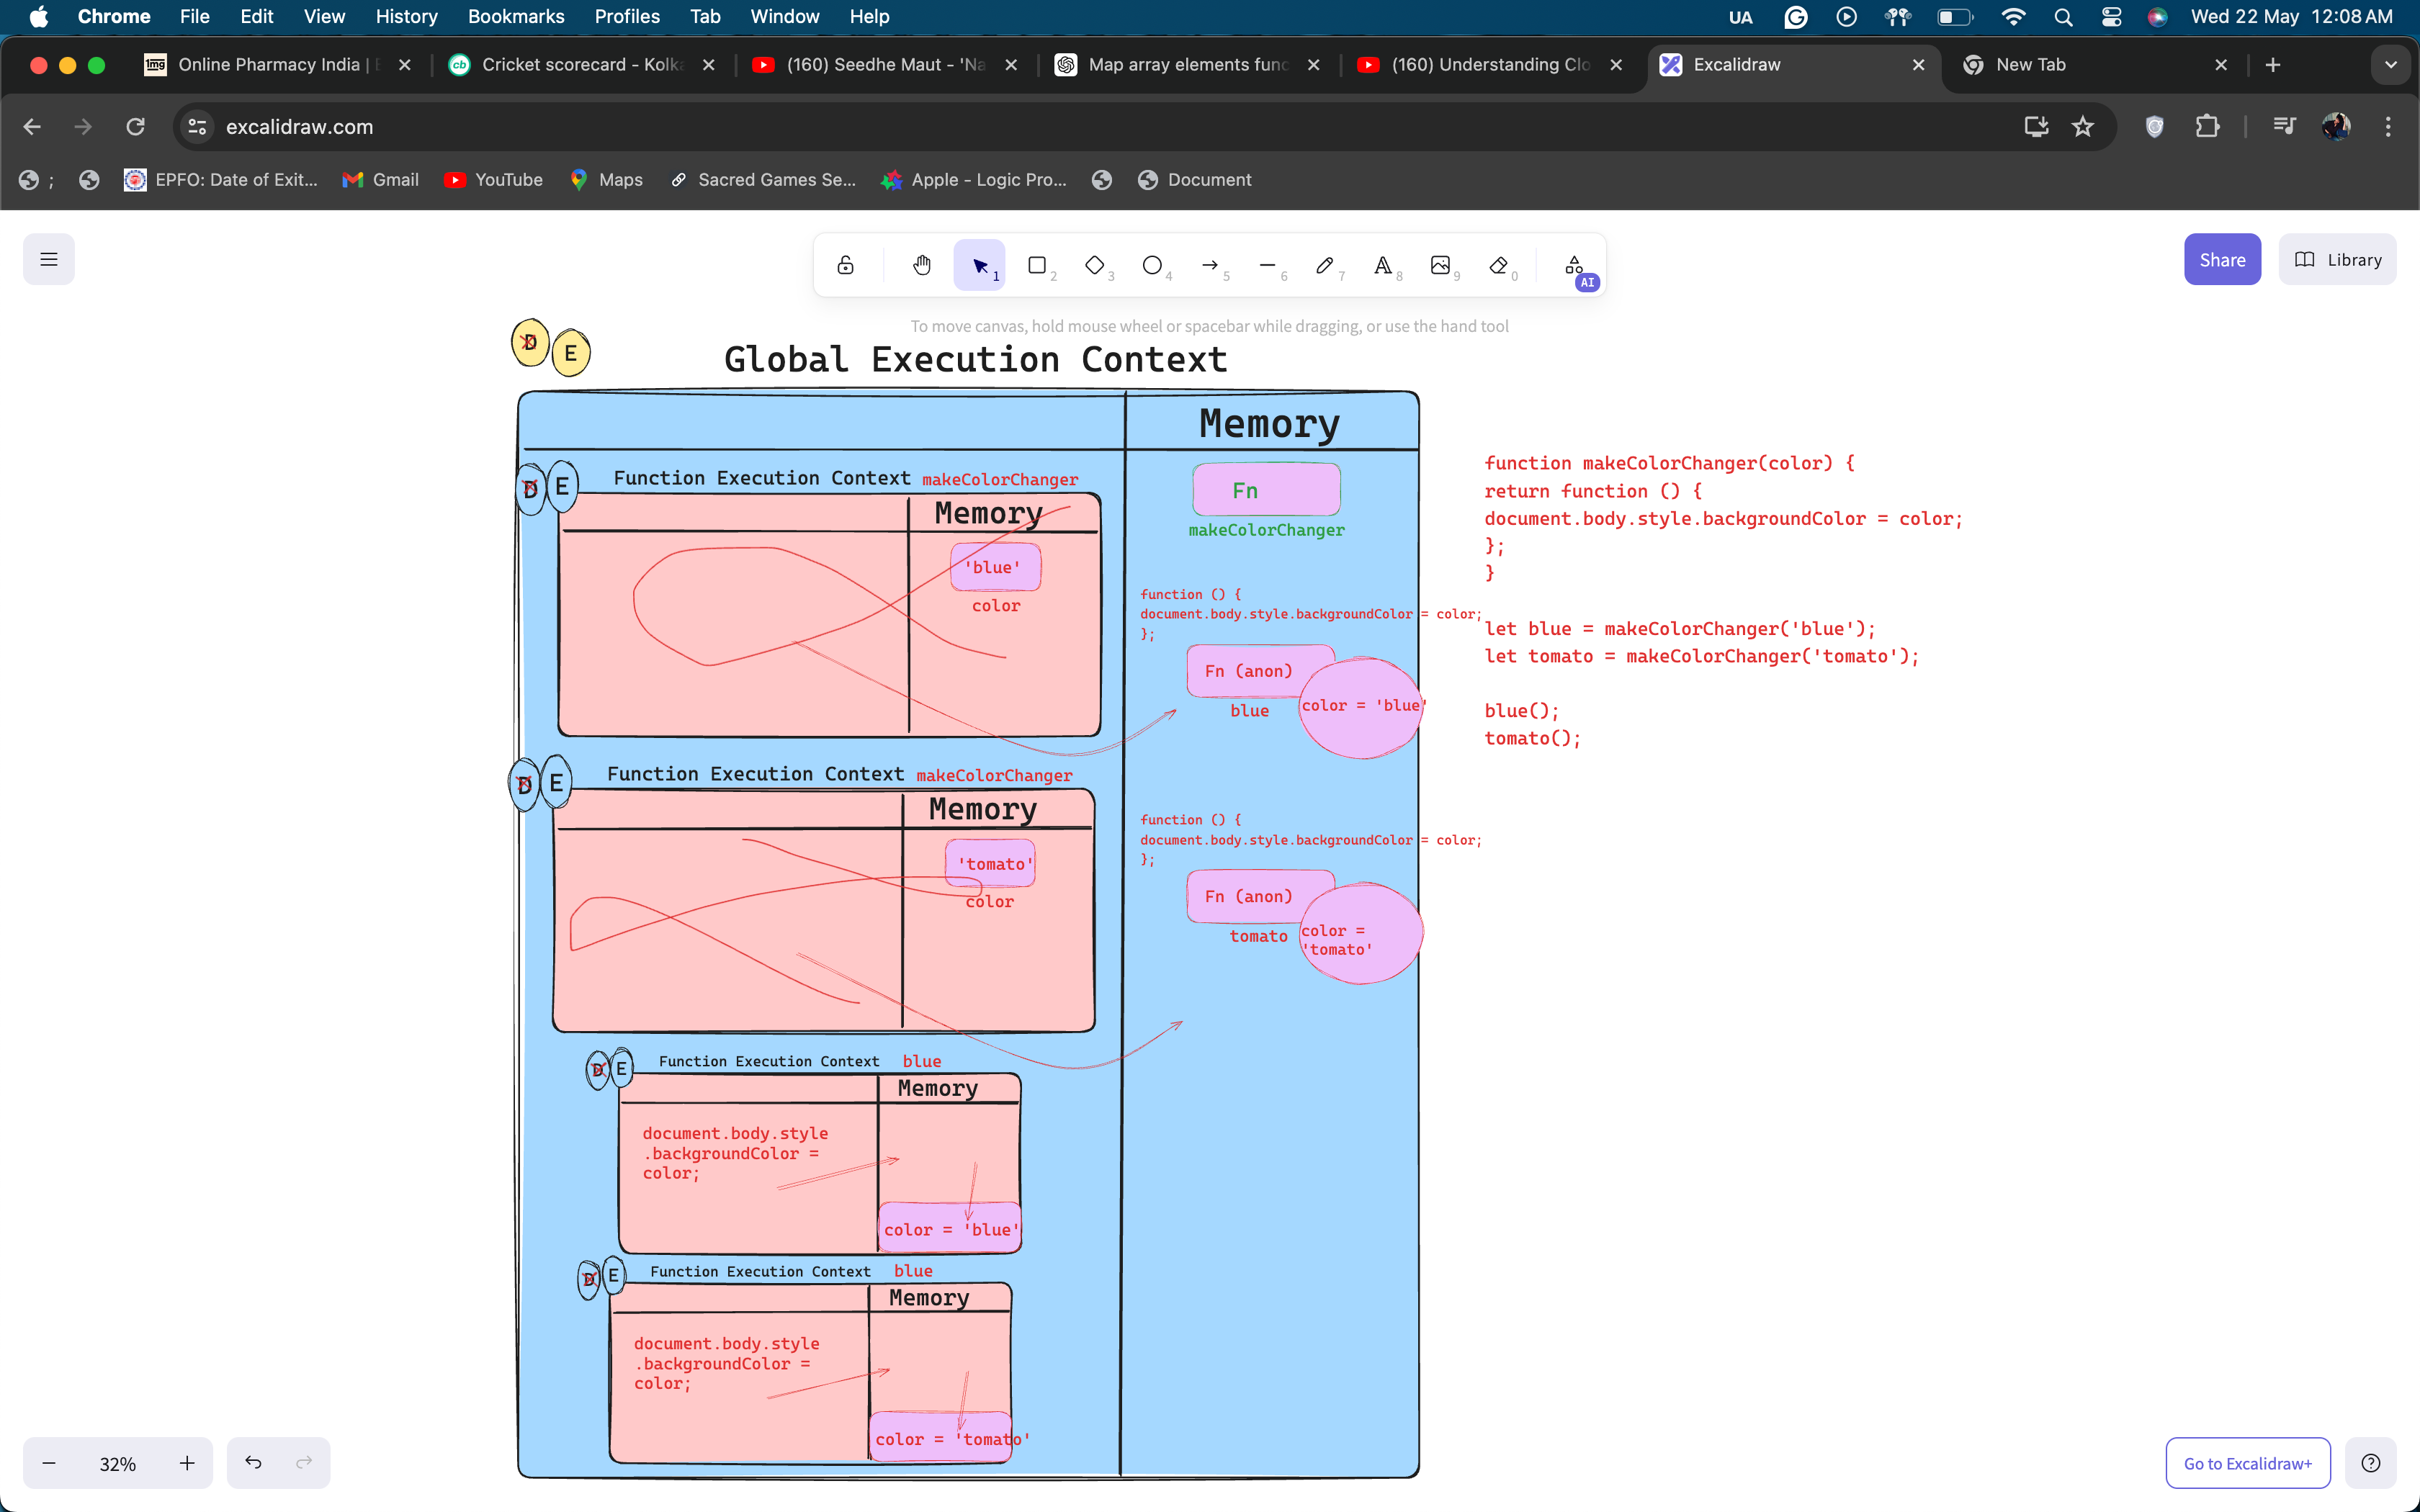 Chrome File Edit View History Bookmarks Profiles Tab Window Help UA Wed 22 May 12:08 AM
1mg Online Pharmacy India | cb Cricket scorecard - Kolk (160) Seedhe Maut - 'Na Map array elements func (160) Understanding Clo Excalidraw New Tab
excalidraw.com
; EPFO: Date of Exit... Gmail YouTube Maps Sacred Games Se... Apple - Logic Pro... Document
1 2 3 4 5 6 7 8 9 0 AI
Share Library
To move canvas, hold mouse wheel or spacebar while dragging, or use the hand tool
D E
Global Execution Context
Memory
D E
Function Execution Context makeColorChanger
Memory
'blue'
color
Fn
makeColorChanger
function () {
document.body.style.backgroundColor = color;
};
Fn (anon)
blue
color = 'blue'
D E
Function Execution Context makeColorChanger
Memory
'tomato'
color
function () {
document.body.style.backgroundColor = color;
};
Fn (anon)
tomato
color =
'tomato'
D E
Function Execution Context blue
Memory
document.body.style
.backgroundColor =
color;
color = 'blue'
D E
Function Execution Context blue
Memory
document.body.style
.backgroundColor =
color;
color = 'tomato'
function makeColorChanger(color) {
return function () {
document.body.style.backgroundColor = color;
};
}
let blue = makeColorChanger('blue');
let tomato = makeColorChanger('tomato');
blue();
tomato();
32%
Go to Excalidraw+